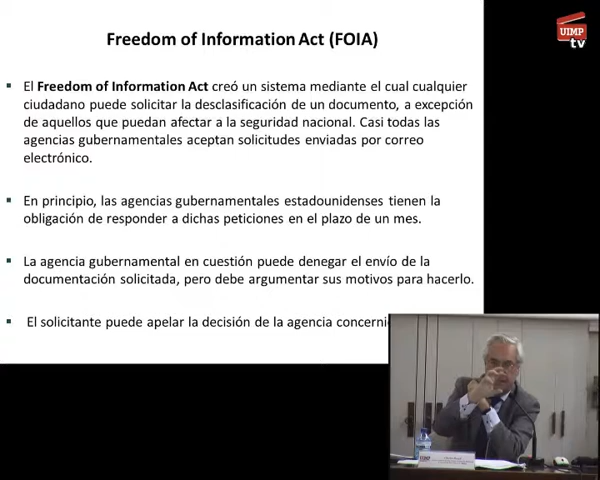 Freedom of Information Act (FOIA)
UIMP
tv
▪ El Freedom of Information Act creó un sistema mediante el cual cualquier
ciudadano puede solicitar la desclasificación de un documento, a excepción
de aquellos que puedan afectar a la seguridad nacional. Casi todas las
agencias gubernamentales aceptan solicitudes enviadas por correo
electrónico.
▪ En principio, las agencias gubernamentales estadounidenses tienen la
obligación de responder a dichas peticiones en el plazo de un mes.
▪ La agencia gubernamental en cuestión puede denegar el envío de la
documentación solicitada, pero debe argumentar sus motivos para hacerlo.
▪ El solicitante puede apelar la decisión de la agencia concerni
UIMP